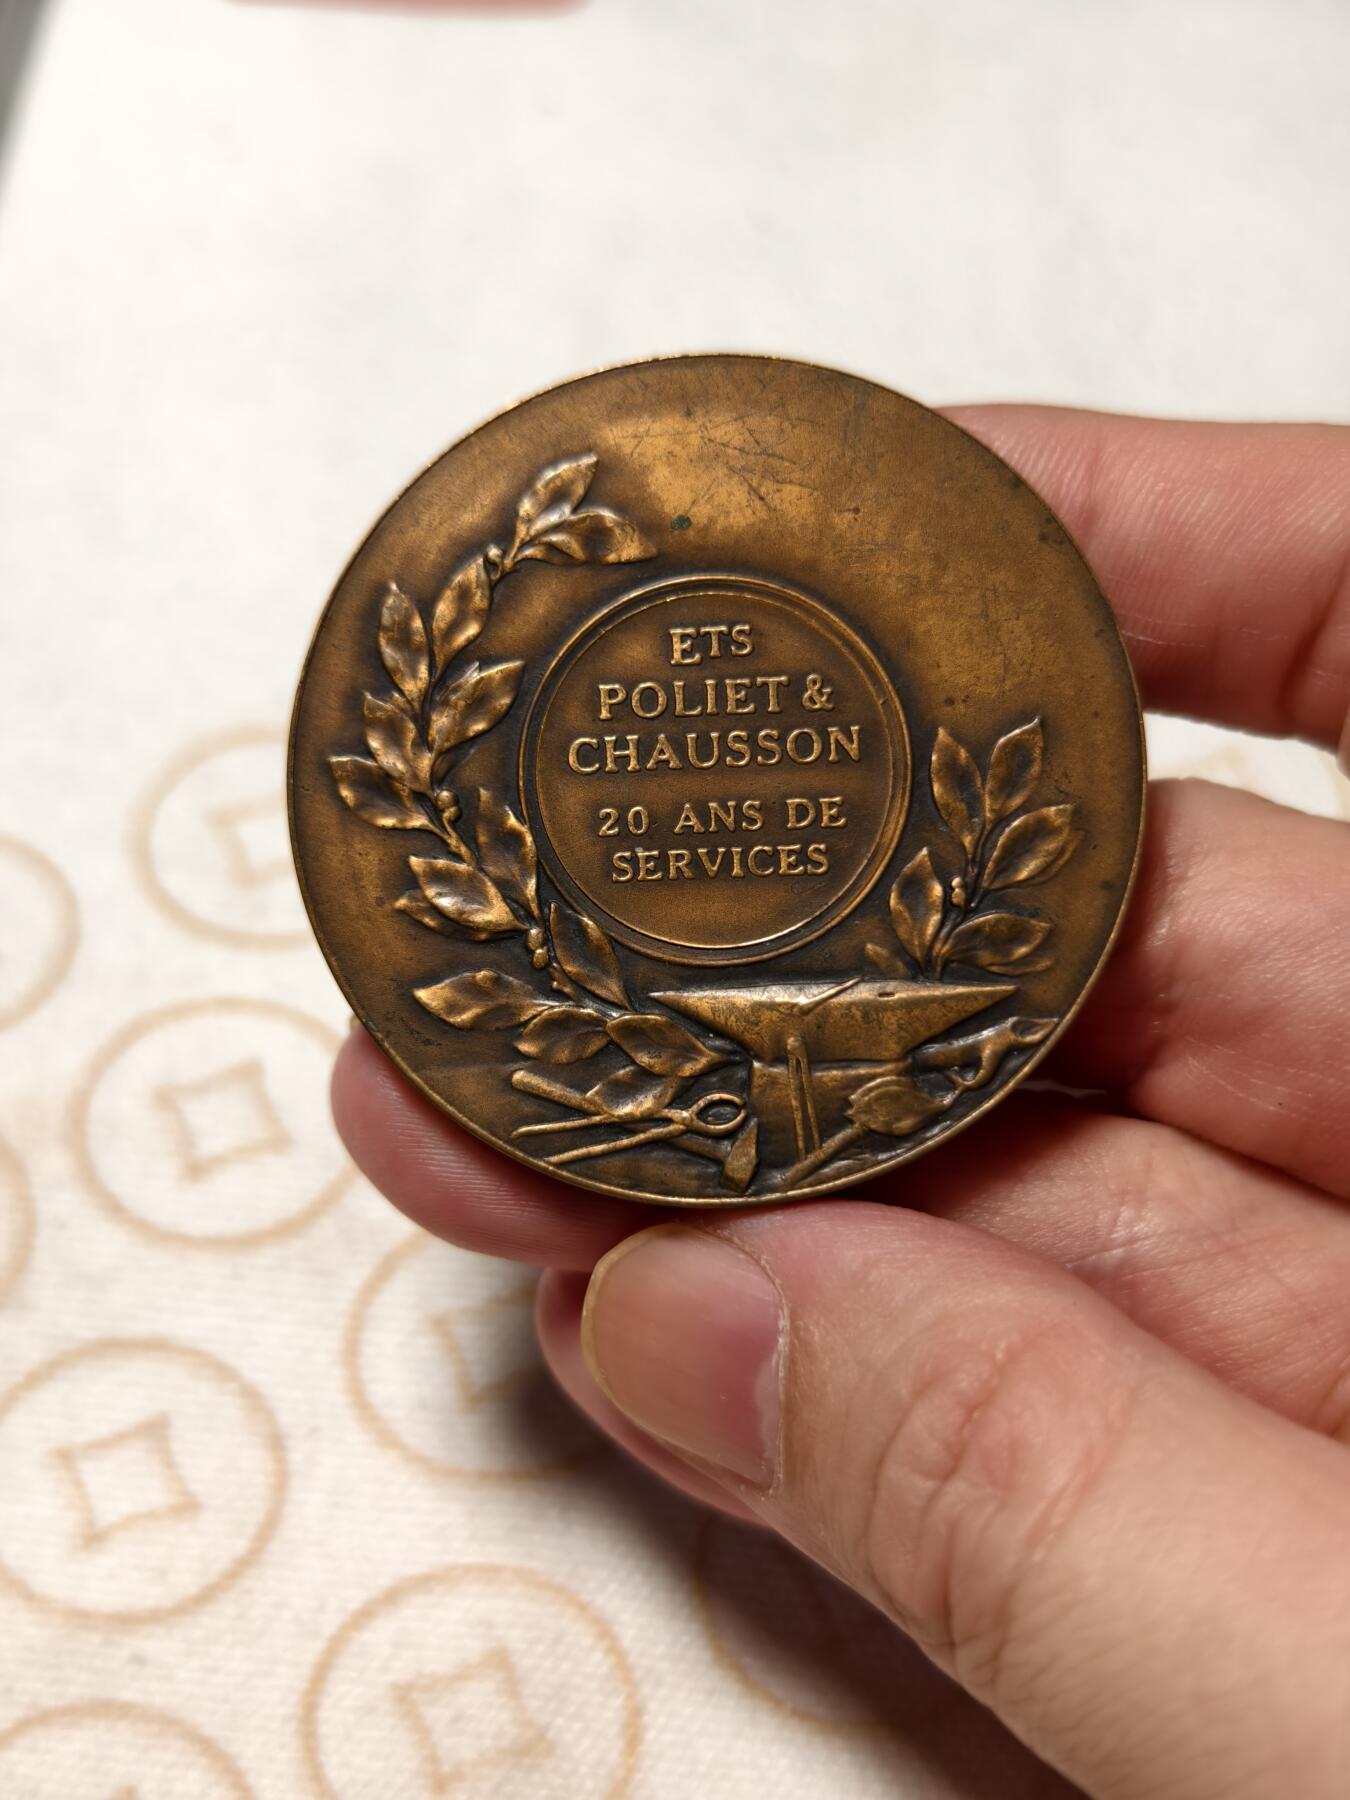 ETS
POLIET &
CHAUSSON
20 ANS DE
SERVICES